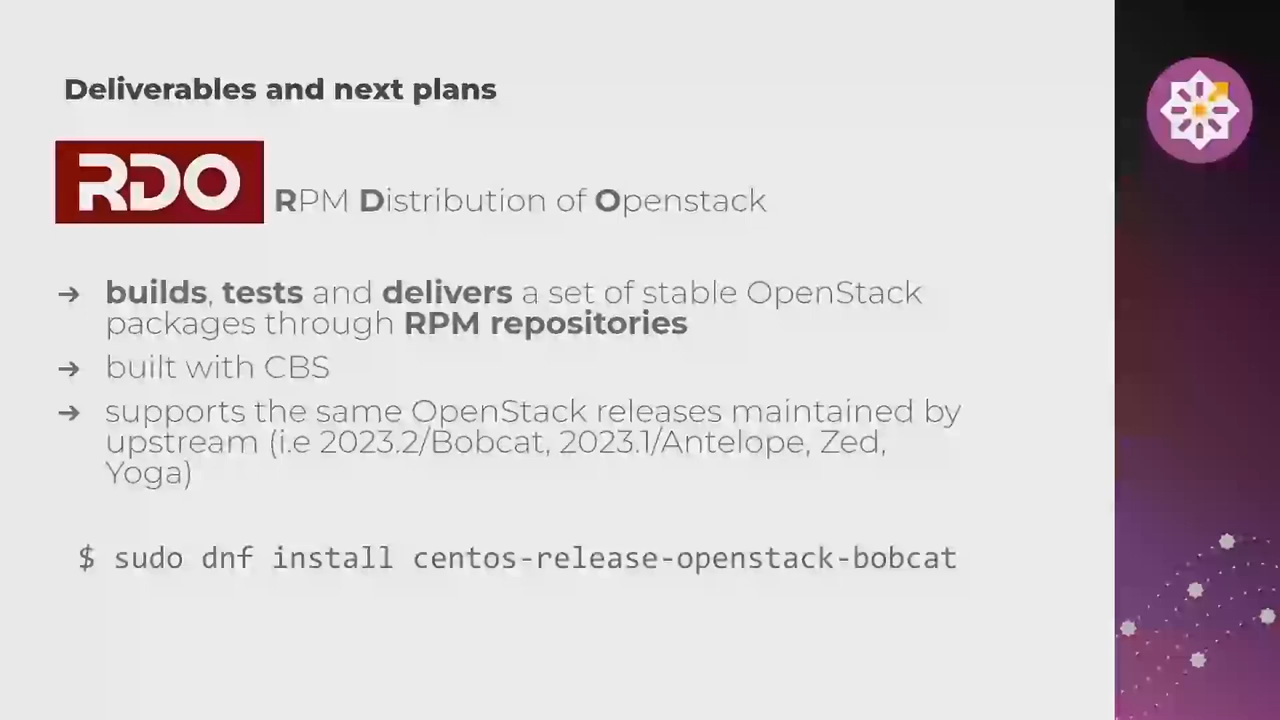 Deliverables and next plans
RDO
RPM Distribution of Openstack
➔ builds, tests and delivers a set of stable OpenStack
packages through RPM repositories
➔ built with CBS
➔ supports the same OpenStack releases maintained by
upstream (i.e 2023.2/Bobcat, 2023.1/Antelope, Zed,
Yoga)
$ sudo dnf install centos-release-openstack-bobcat